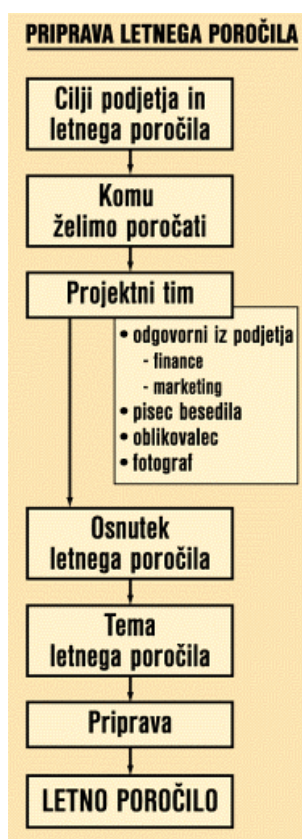 PRIPRAVA LETNEGA POROČILA
Cilji podjetja in
letnega poročila
Komu
želimo poročati
Projektni tim
• odgovorni iz podjetja
- finance
- marketing
• pisec besedila
• oblikovalec
• fotograf
Osnutek
letnega poročila
Tema
letnega poročila
Priprava
LETNO POROČILO